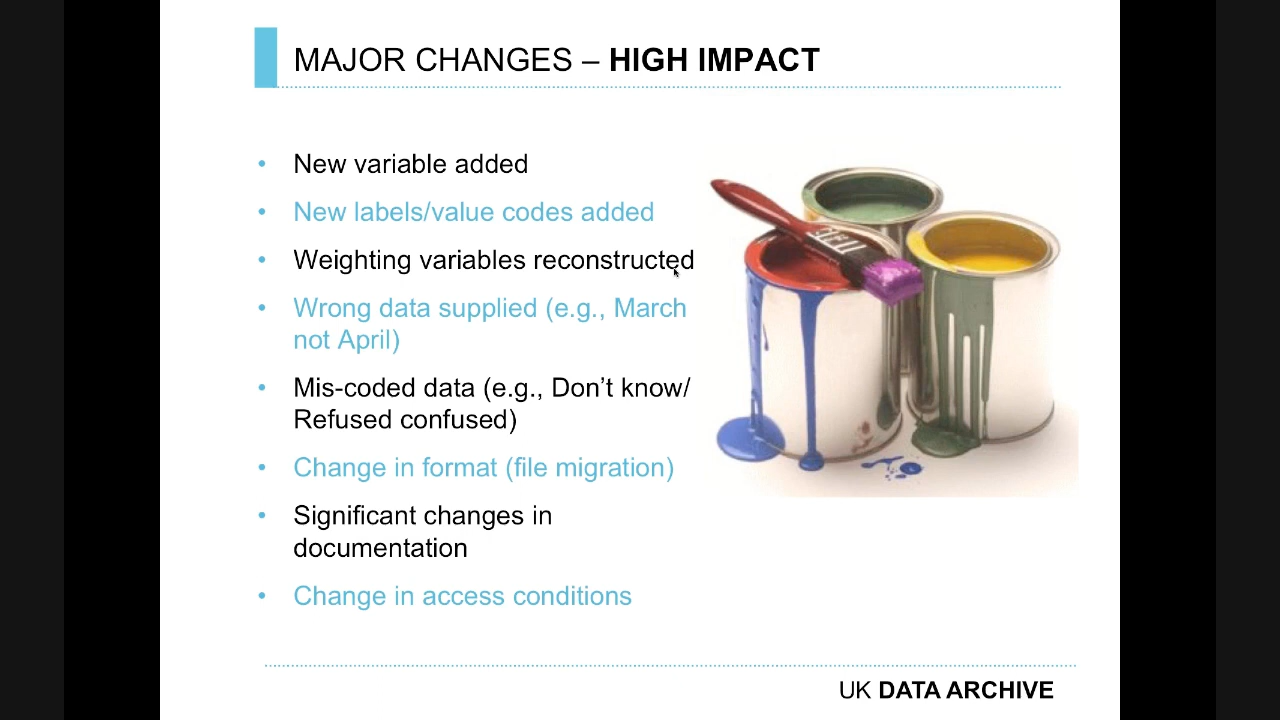 MAJOR CHANGES – HIGH IMPACT
• New variable added
• New labels/value codes added
• Weighting variables reconstructed
• Wrong data supplied (e.g., March
not April)
• Mis-coded data (e.g., Don’t know/
Refused confused)
• Change in format (file migration)
• Significant changes in
documentation
• Change in access conditions
UK DATA ARCHIVE